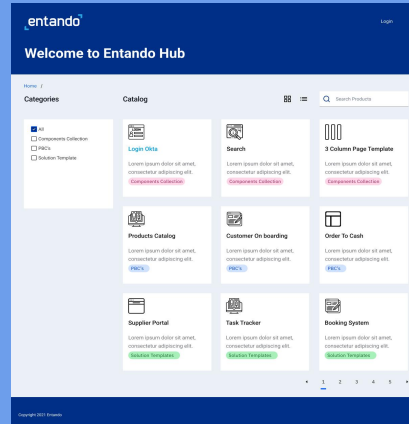 entando
Login
Welcome to Entando Hub
Home /
Categories
Catalog
Search Products
All
Components Collection
PBC's
Solution Template
Login Okta
Lorem ipsum dolor sit amet,
consectetur adipiscing elit.
Components Collection
Search
Lorem ipsum dolor sit amet,
consectetur adipiscing elit.
Components Collection
3 Column Page Template
Lorem ipsum dolor sit amet,
consectetur adipiscing elit.
Components Collection
Products Catalog
Lorem ipsum dolor sit amet,
consectetur adipiscing elit.
PBC's
Customer On boarding
Lorem ipsum dolor sit amet,
consectetur adipiscing elit.
PBC's
Order To Cash
Lorem ipsum dolor sit amet,
consectetur adipiscing elit.
PBC's
Supplier Portal
Lorem ipsum dolor sit amet,
consectetur adipiscing elit.
Solution Templates
Task Tracker
Lorem ipsum dolor sit amet,
consectetur adipiscing elit.
Solution Templates
Booking System
Lorem ipsum dolor sit amet,
consectetur adipiscing elit.
Solution Templates
1 2 3 4 5
Copyright 2021 Entando